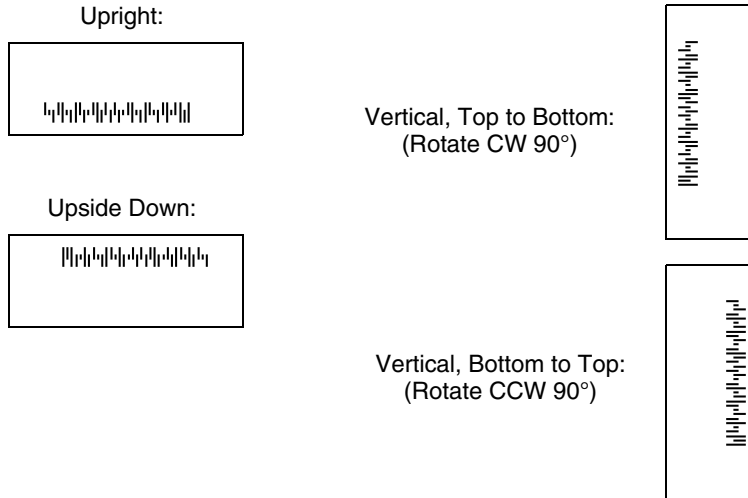 Upright:
Vertical, Top to Bottom:
(Rotate CW 90°)
Upside Down:
Vertical, Bottom to Top:
(Rotate CCW 90°)